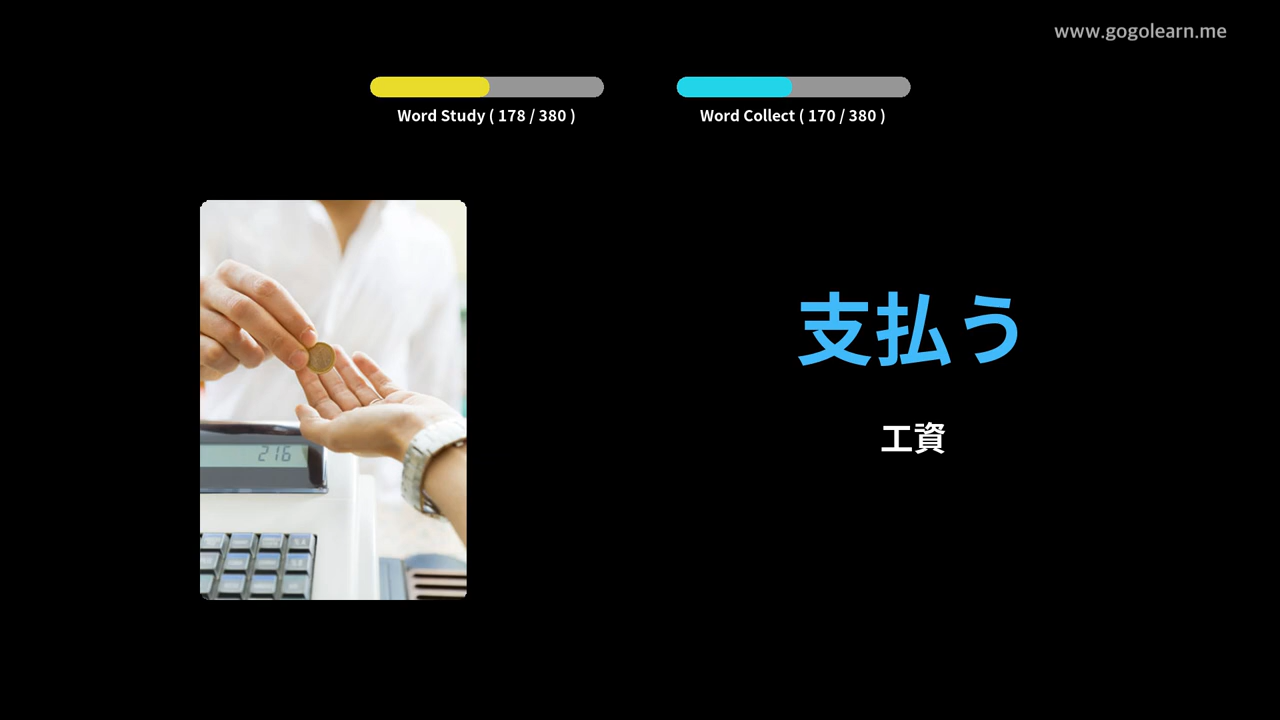 www.gogolearn.me
Word Study ( 178 / 380 )
Word Collect ( 170 / 380 )
支払う
工資
216